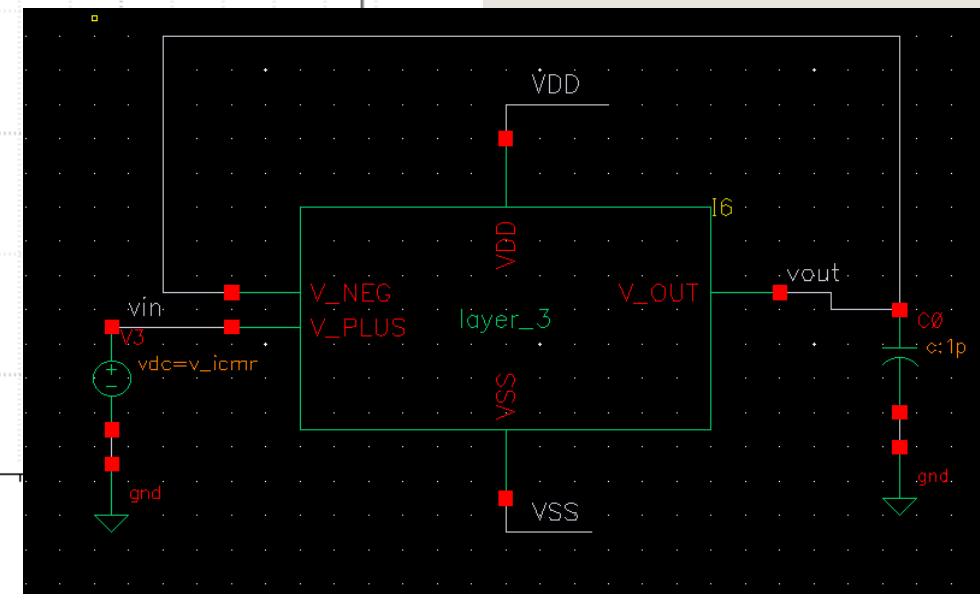 VDD
I6
VDD
V_NEG
V_OUT
vout
vin
V_PLUS
layer_3
C0
V3
c:1p
vdc=v_icmr
VSS
gnd
gnd
VSS